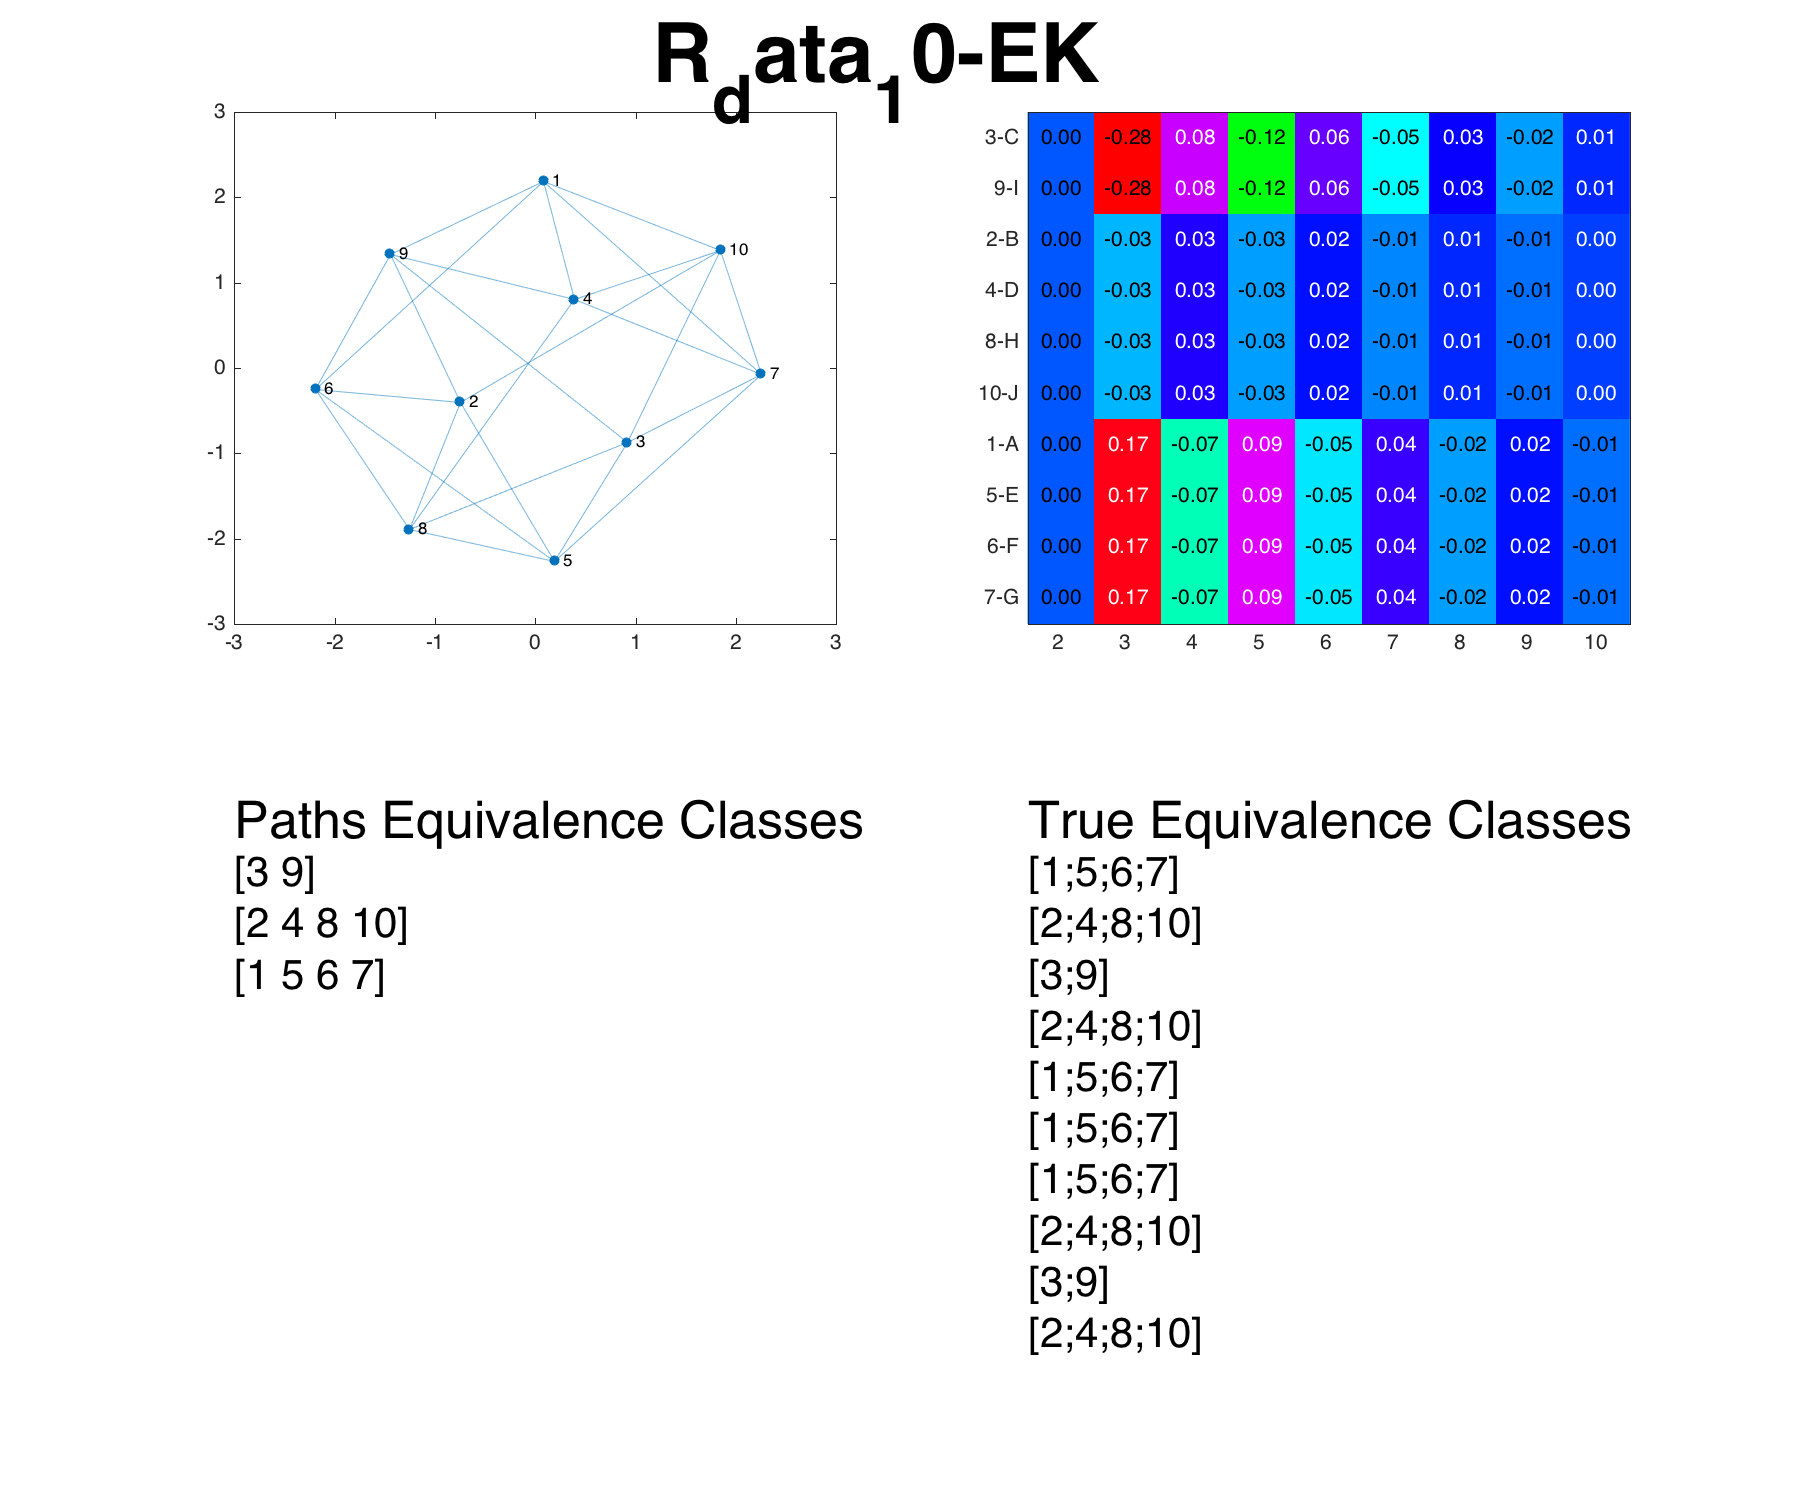 R_data_10-EK
3
2
1
0
-1
-2
-3
-3 -2 -1 0 1 2 3
1
9
10
4
7
6
2
3
8
5
3-C 0.00 -0.28 0.08 -0.12 0.06 -0.05 0.03 -0.02 0.01
9-I 0.00 -0.28 0.08 -0.12 0.06 -0.05 0.03 -0.02 0.01
2-B 0.00 -0.03 0.03 -0.03 0.02 -0.01 0.01 -0.01 0.00
4-D 0.00 -0.03 0.03 -0.03 0.02 -0.01 0.01 -0.01 0.00
8-H 0.00 -0.03 0.03 -0.03 0.02 -0.01 0.01 -0.01 0.00
10-J 0.00 -0.03 0.03 -0.03 0.02 -0.01 0.01 -0.01 0.00
1-A 0.00 0.17 -0.07 0.09 -0.05 0.04 -0.02 0.02 -0.01
5-E 0.00 0.17 -0.07 0.09 -0.05 0.04 -0.02 0.02 -0.01
6-F 0.00 0.17 -0.07 0.09 -0.05 0.04 -0.02 0.02 -0.01
7-G 0.00 0.17 -0.07 0.09 -0.05 0.04 -0.02 0.02 -0.01
2 3 4 5 6 7 8 9 10
Paths Equivalence Classes
[3 9]
[2 4 8 10]
[1 5 6 7]
True Equivalence Classes
[1;5;6;7]
[2;4;8;10]
[3;9]
[2;4;8;10]
[1;5;6;7]
[1;5;6;7]
[1;5;6;7]
[2;4;8;10]
[3;9]
[2;4;8;10]